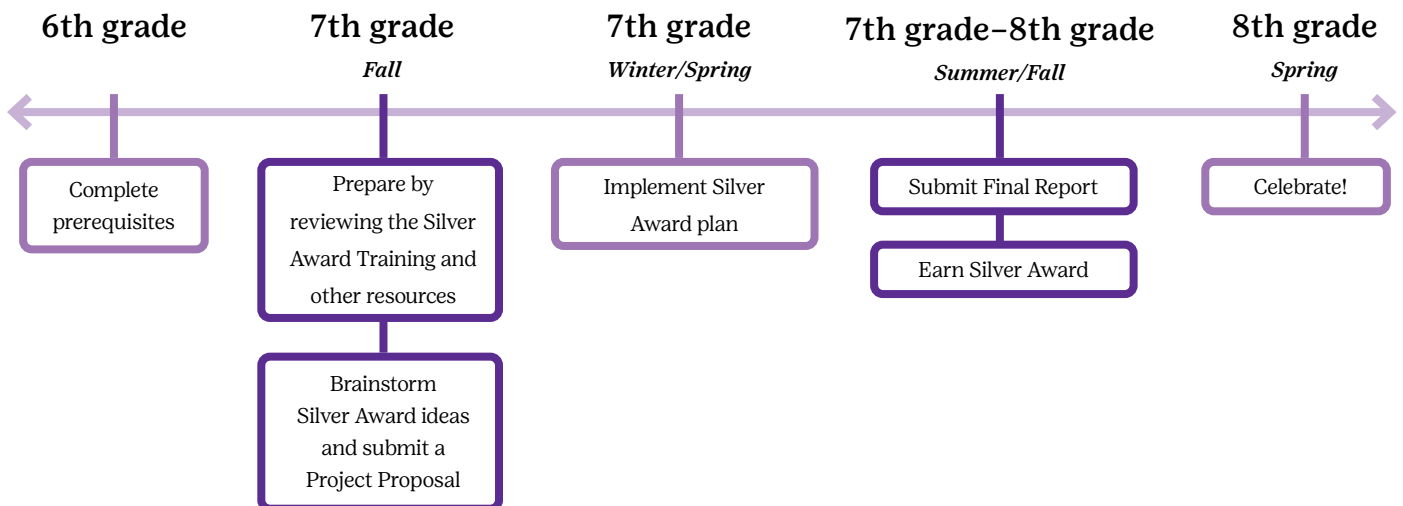 6th grade
Complete
prerequisites
7th grade
Fall
Prepare by
reviewing the Silver
Award Training and
other resources
Brainstorm
Silver Award ideas
and submit a
Project Proposal
7th grade
Winter/Spring
Implement Silver
Award plan
7th grade–8th grade
Summer/Fall
Submit Final Report
Earn Silver Award
8th grade
Spring
Celebrate!